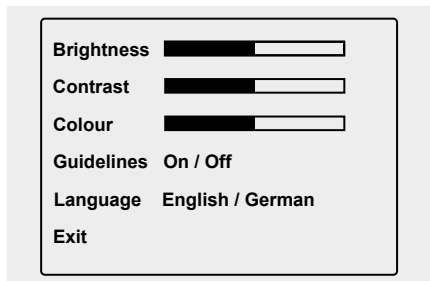 Brightness
Contrast
Colour
Guidelines On / Off
Language English / German
Exit